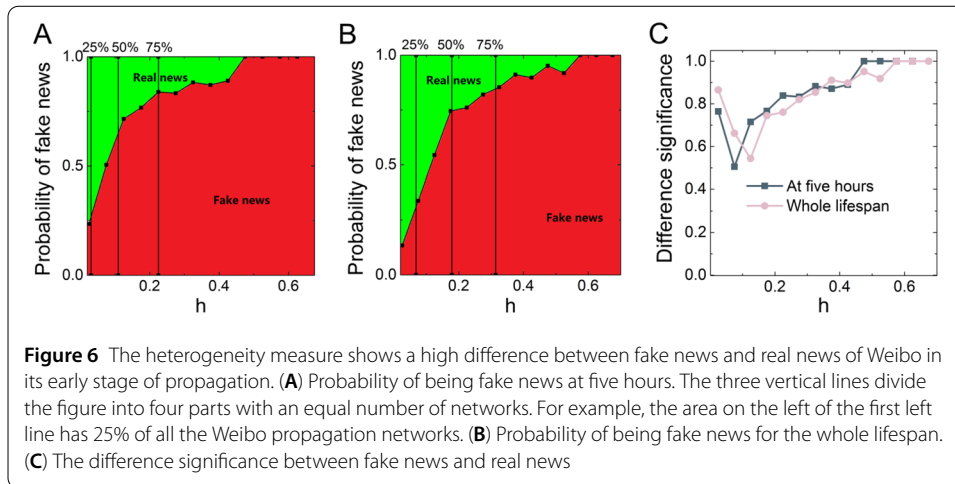 A
25% 50% 75%
1.0
0.5
0.0
Probability of fake news
Real news
Fake news
0.2
0.4
0.6
h
B
25% 50% 75%
1.0
0.5
0.0
Probability of fake news
Real news
Fake news
0.2
0.4
0.6
h
C
1.0
0.8
0.6
0.4
0.2
0.0
Difference significance
At five hours
Whole lifespan
0.2
0.4
0.6
h
Figure 6 The heterogeneity measure shows a high difference between fake news and real news of Weibo in
its early stage of propagation. (A) Probability of being fake news at five hours. The three vertical lines divide
the figure into four parts with an equal number of networks. For example, the area on the left of the first left
line has 25% of all the Weibo propagation networks. (B) Probability of being fake news for the whole lifespan.
(C) The difference significance between fake news and real news